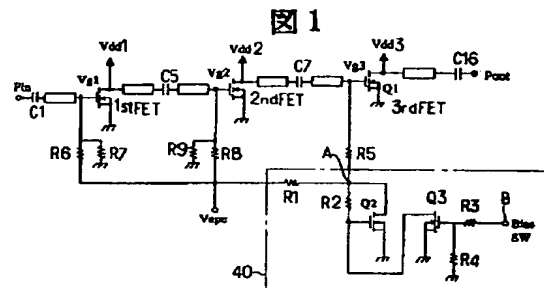 図1
Vdd1
Vdd2
Vdd3
Pin
C1
Vg1
C5
Vg2
C7
Vg3
C16
Pout
1stFET
2ndFET
Q1
3rdFET
R6
R7
R9
R8
R5
A
R1
R2
Q2
Q3
R3
B
Bias
SW
R4
Vapc
40